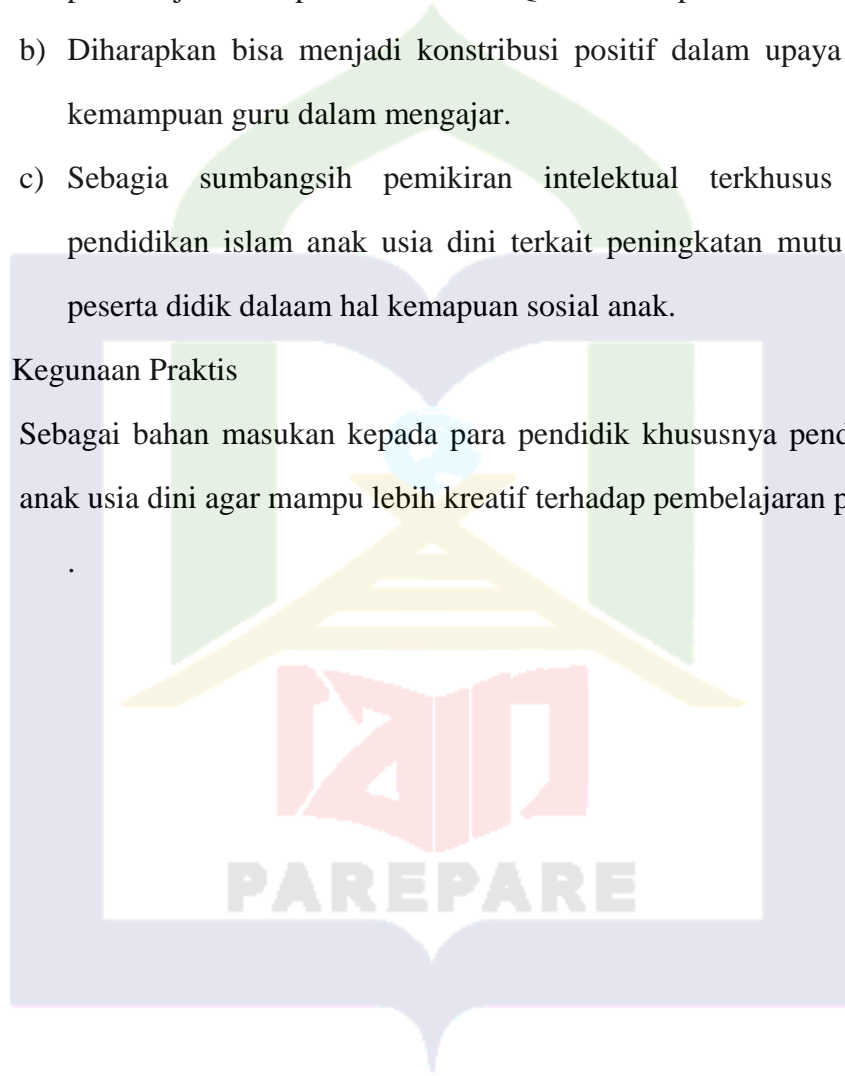 b) Diharapkan bisa menjadi konstribusi positif dalam upaya
kemampuan guru dalam mengajar.
c) Sebagia sumbangsih pemikiran intelektual terkhusus
pendidikan islam anak usia dini terkait peningkatan mutu
peserta didik dalaam hal kemapuan sosial anak.
Kegunaan Praktis
Sebagai bahan masukan kepada para pendidik khususnya
anak usia dini agar mampu lebih kreatif terhadap pembelajaran
.
iain
PAREPARE